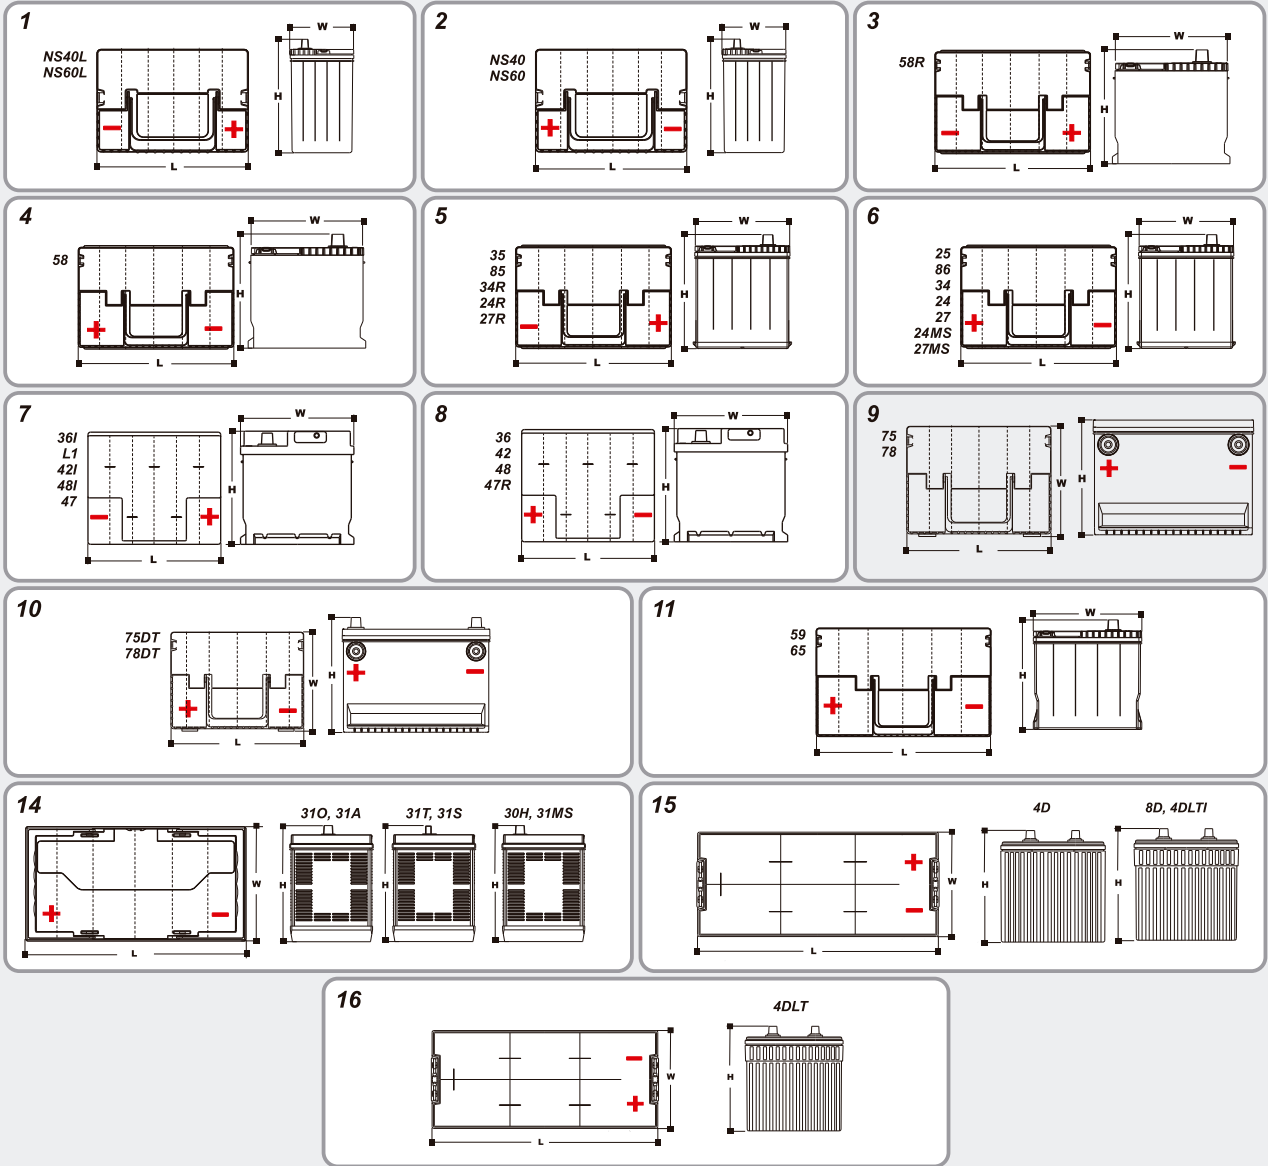 1
NS40L
NS60L
W
H
L
2
NS40
NS60
W
H
L
3
58R
W
H
L
4
58
W
H
L
5
35
85
34R
24R
27R
W
H
L
6
25
86
34
24
27
24MS
27MS
W
H
L
7
36I
L1
42I
48I
47
W
H
L
8
36
42
48
47R
W
H
L
9
75
78
W
H
L
10
75DT
78DT
W
H
L
11
59
65
W
H
L
14
31O, 31A
31T, 31S
30H, 31MS
W
H
H
H
L
15
4D
8D, 4DLTI
W
H
H
L
16
4DLT
W
H
L